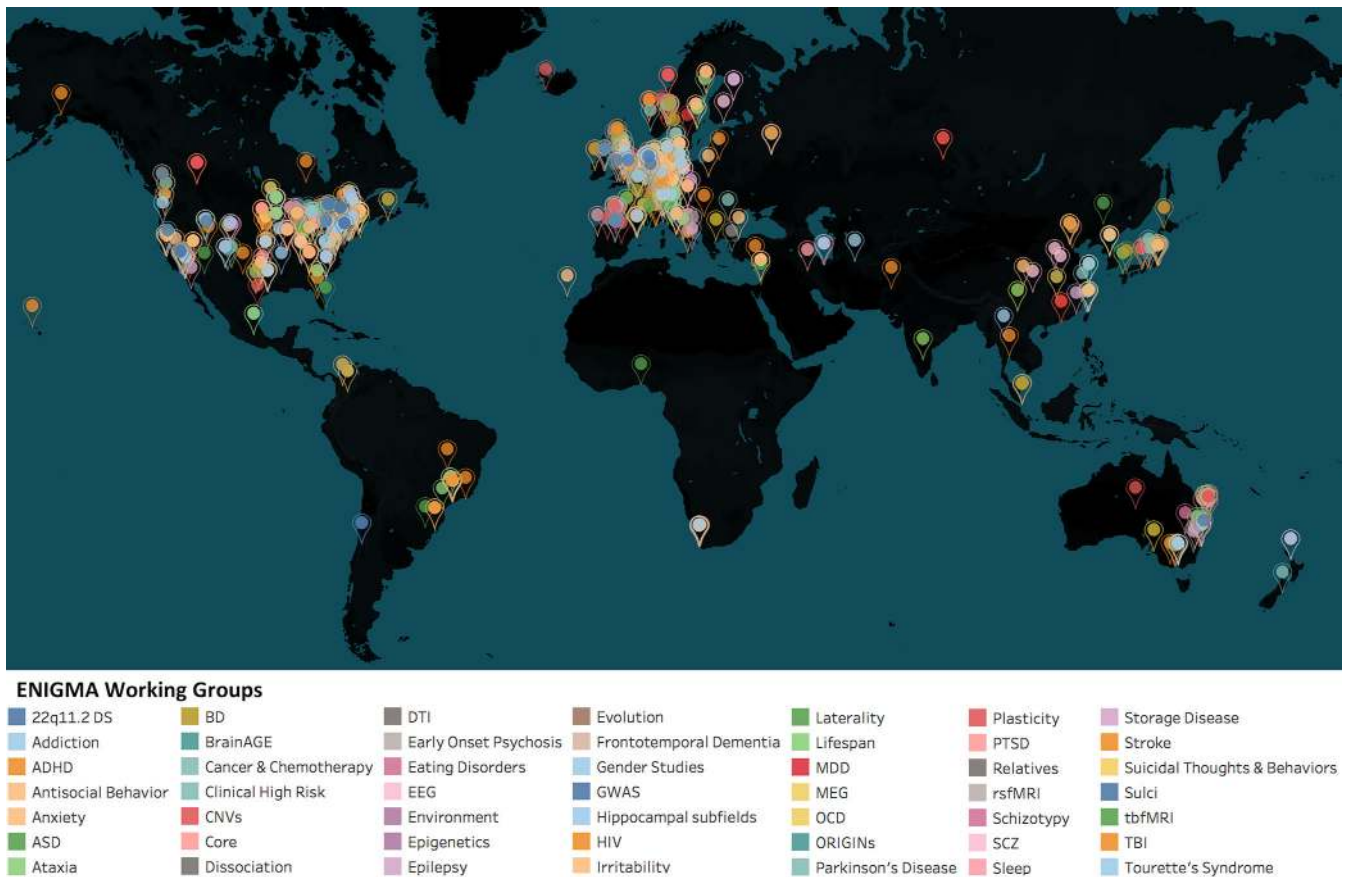 ENIGMA Working Groups
22q11.2 DS BD DTI Evolution Laterality Plasticity Storage Disease
Addiction BrainAGE Early Onset Psychosis Frontotemporal Dementia Lifespan PTSD Stroke
ADHD Cancer & Chemotherapy Eating Disorders Gender Studies MDD Relatives Suicidal Thoughts & Behaviors
Antisocial Behavior Clinical High Risk EEG GWAS MEG rsfMRI Sulci
Anxiety CNVs Environment Hippocampal subfields OCD Schizotypy tbfMRI
ASD Core Epigenetics HIV ORIGINs SCZ TBI
Ataxia Dissociation Epilepsy Irritability Parkinson's Disease Sleep Tourette's Syndrome